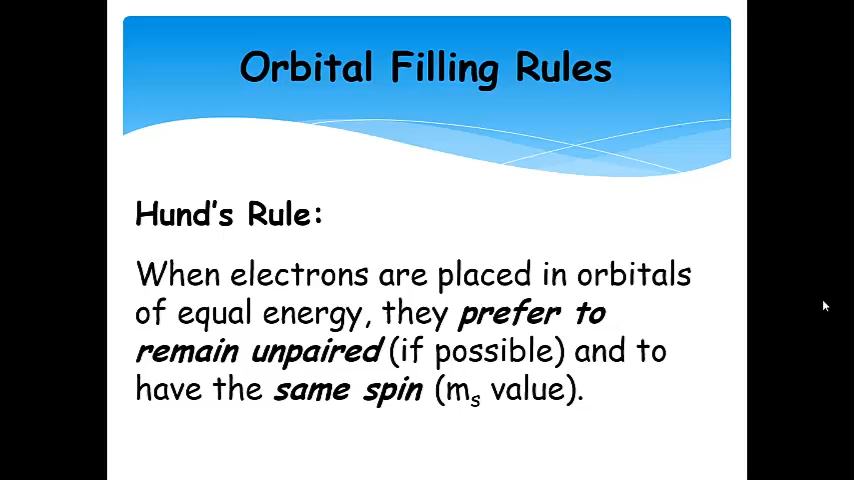 Orbital Filling Rules
Hund's Rule:
When electrons are placed in orbitals
of equal energy, they prefer to
remain unpaired (if possible) and to
have the same spin (mₛ value).